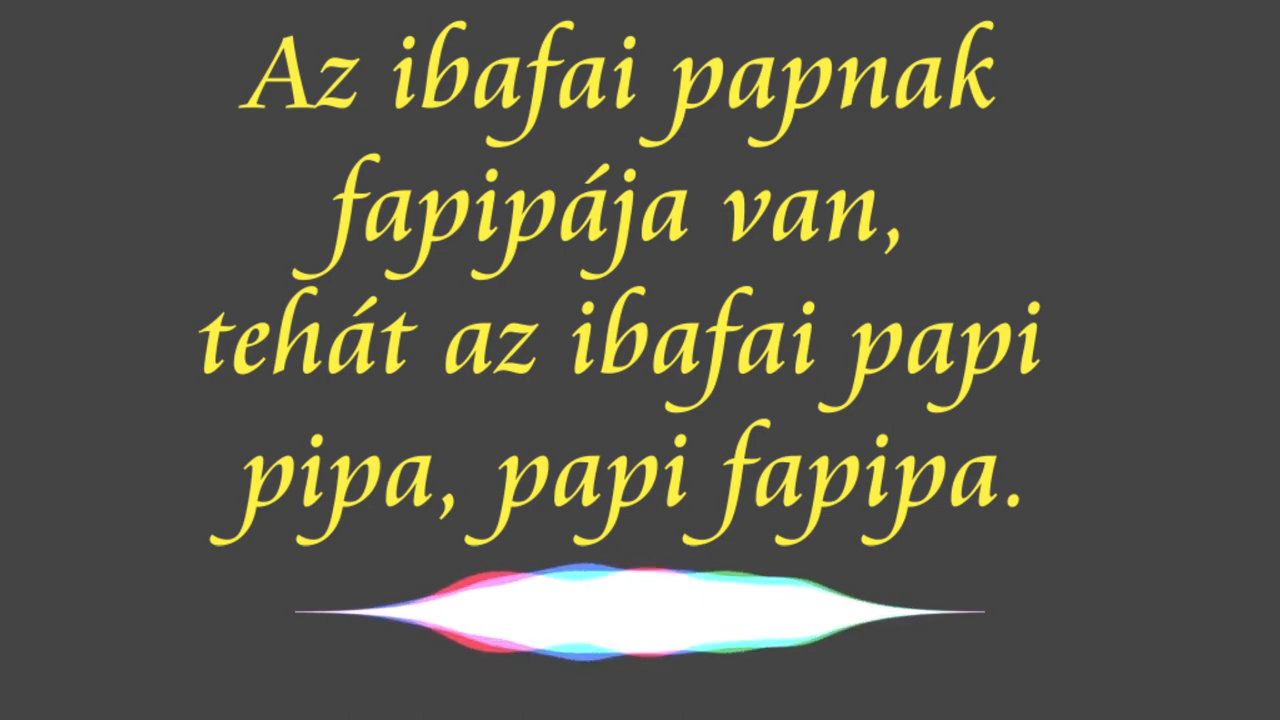 Az ibafai papnak
fapipája van,
tehát az ibafai papi
pipa, papi fapipa.